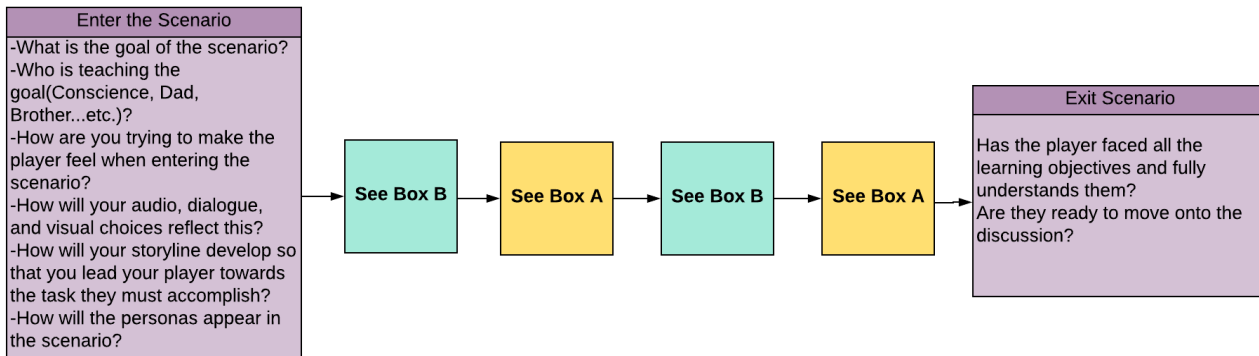 Enter the Scenario
-What is the goal of the scenario?
-Who is teaching the
goal(Conscience, Dad,
Brother...etc.)?
-How are you trying to make the
player feel when entering the
scenario?
-How will your audio, dialogue,
and visual choices reflect this?
-How will your storyline develop so
that you lead your player towards
the task they must accomplish?
-How will the personas appear in
the scenario?
See Box B
See Box A
See Box B
See Box A
Exit Scenario
Has the player faced all the
learning objectives and fully
understands them?
Are they ready to move onto the
discussion?